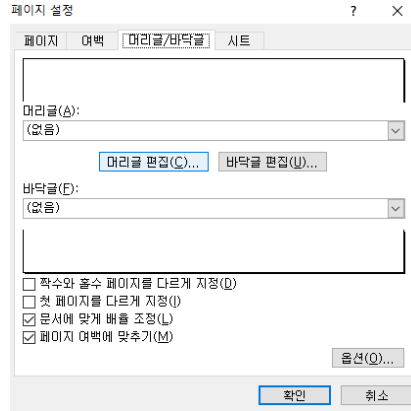 페이지 설정 ? ×
페이지 여백 머리글/바닥글 시트
머리글(A):
(없음)
머리글 편집(C)... 바닥글 편집(U)...
바닥글(F):
(없음)
짝수와 홀수 페이지를 다르게 지정(D)
첫 페이지를 다르게 지정(I)
문서에 맞게 배율 조정(L)
페이지 여백에 맞추기(M)
옵션(O)...
확인 취소